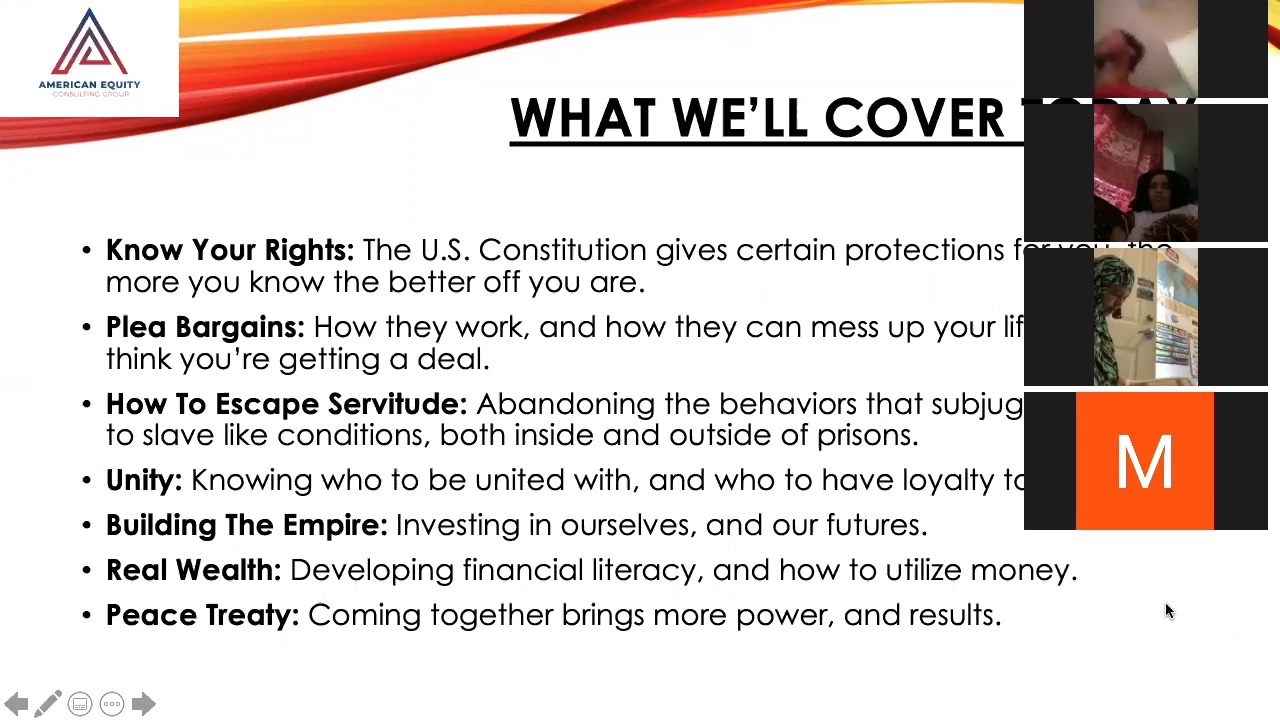 AMERICAN EQUITY
CONSULTING GROUP
WHAT WE'LL COVER TODAY
• Know Your Rights: The U.S. Constitution gives certain protections for you, the
more you know the better off you are.
• Plea Bargains: How they work, and how they can mess up your
think you're getting a deal.
• How To Escape Servitude: Abandoning the behaviors that
to slave like conditions, both inside and outside of prisons.
• Unity: Knowing who to be united with, and who to have loyalty
• Building The Empire: Investing in ourselves, and our futures.
• Real Wealth: Developing financial literacy, and how to utilize money.
• Peace Treaty: Coming together brings more power, and results.
M